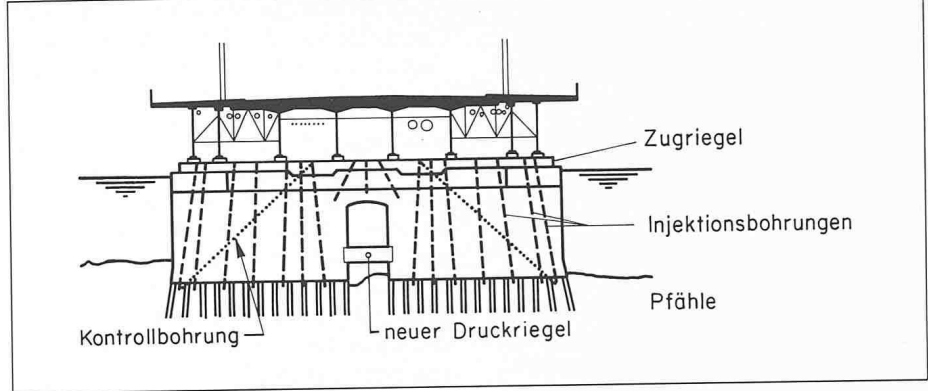 Zugriegel
Injektionsbohrungen
Pfähle
Kontrollbohrung
neuer Druckriegel